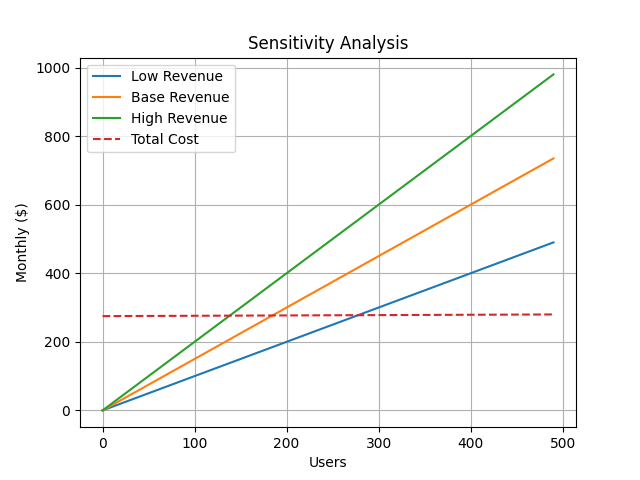 Sensitivity Analysis
Low Revenue
Base Revenue
High Revenue
Total Cost
Monthly ($)
1000
800
600
400
200
0
0 100 200 300 400 500
Users